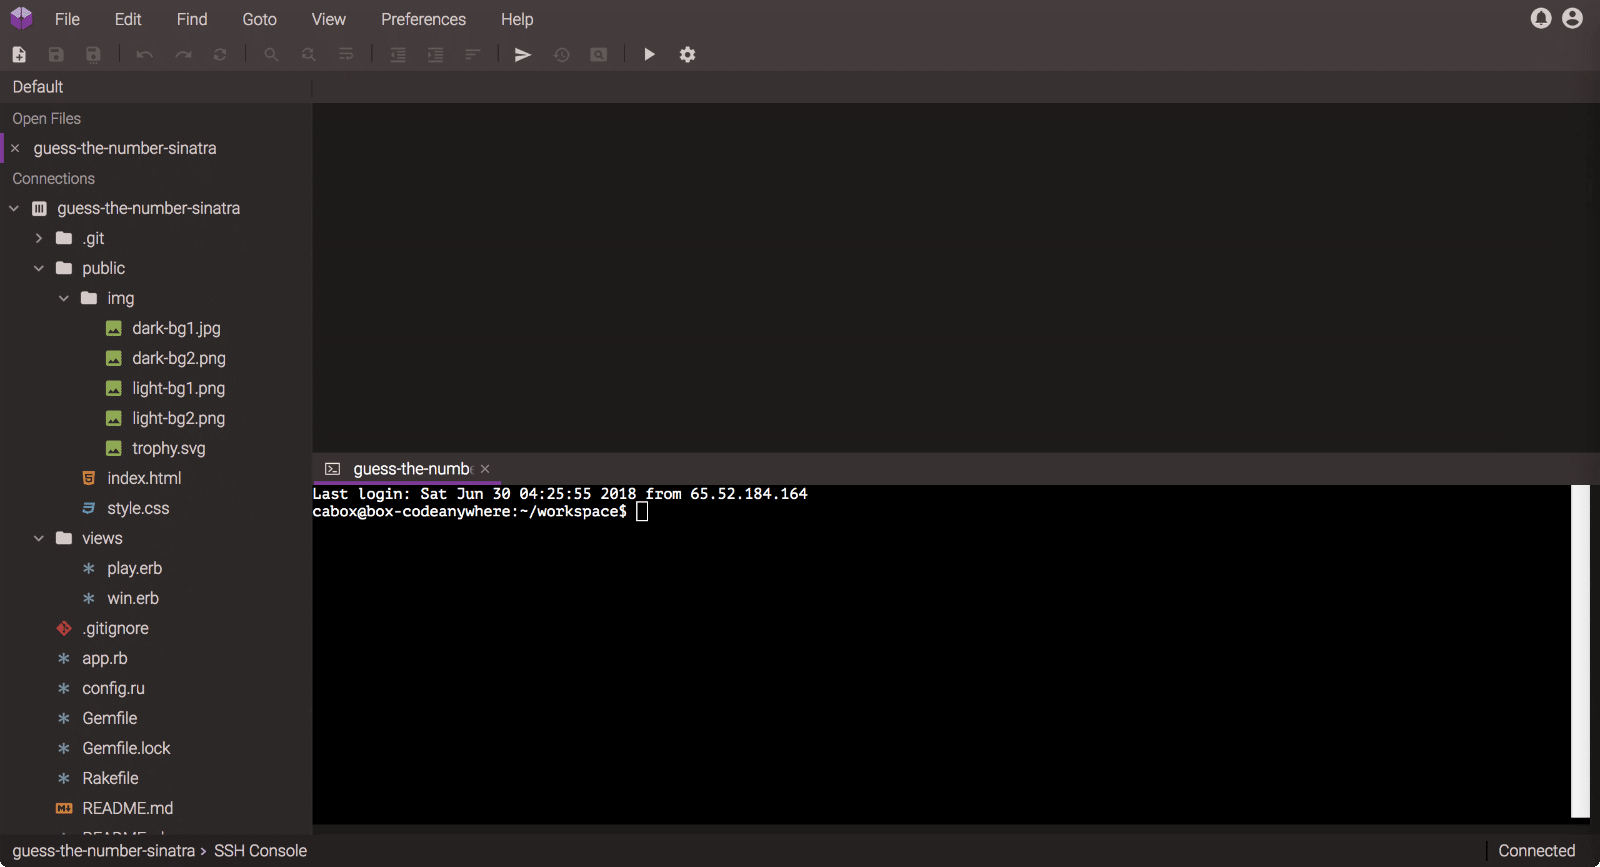 File Edit Find Goto View Preferences Help
Default
Open Files
guess-the-number-sinatra
Connections
guess-the-number-sinatra
.git
public
img
dark-bg1.jpg
dark-bg2.png
light-bg1.png
light-bg2.png
trophy.svg
index.html
style.css
views
play.erb
win.erb
.gitignore
app.rb
config.ru
Gemfile
Gemfile.lock
Rakefile
README.md
guess-the-numb
Last login: Sat Jun 30 04:25:55 2018 from 65.52.184.164
cabox@box-codeanywhere:~/workspace$
guess-the-number-sinatra › SSH Console
Connected